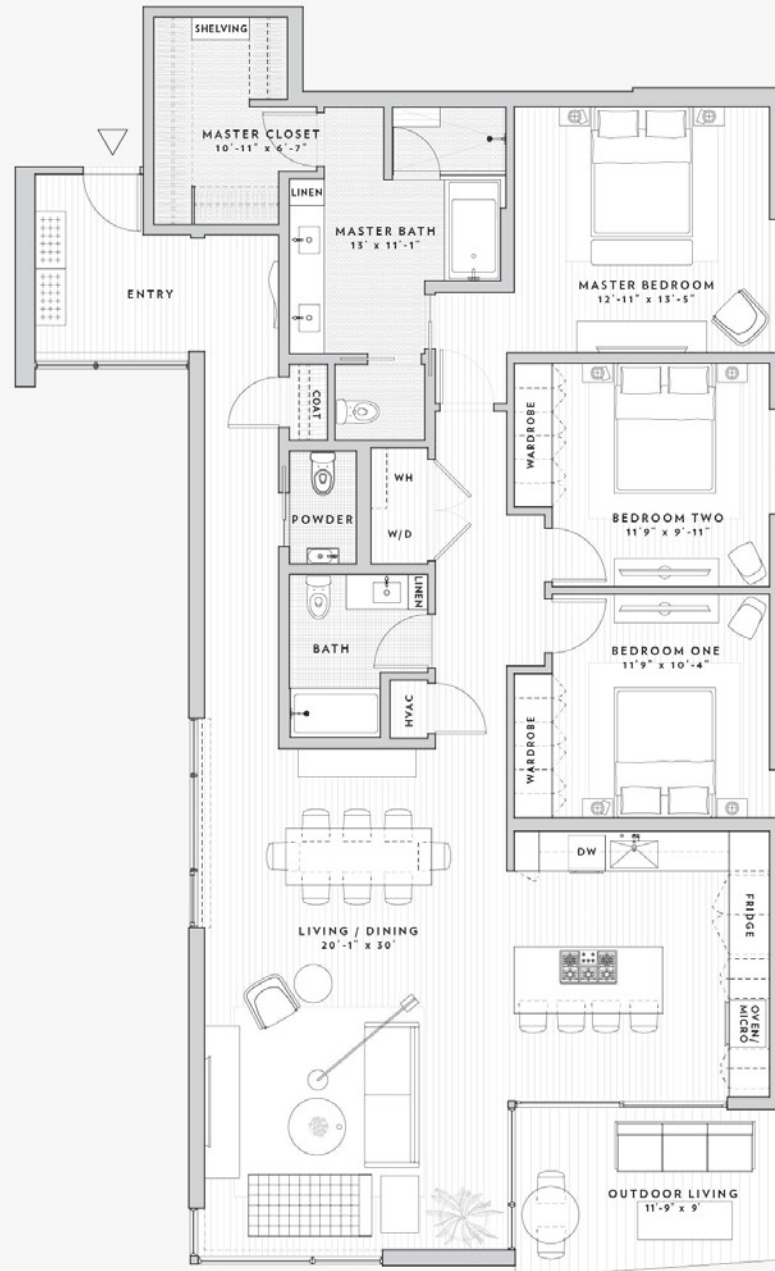 SHELVING
MASTER CLOSET
10'-11" x 6'-7"
LINEN
MASTER BATH
13' x 11'-1"
MASTER BEDROOM
12'-11" x 13'-5"
ENTRY
COAT
WARDROBE
WH
W/D
POWDER
BEDROOM TWO
11'9" x 9'-11"
LINEN
BATH
BEDROOM ONE
11'9" x 10'-4"
HVAC
WARDROBE
DW
FRIDGE
LIVING / DINING
20'-1" x 30'
OVEN/
MICRO
OUTDOOR LIVING
11'-9" x 9'